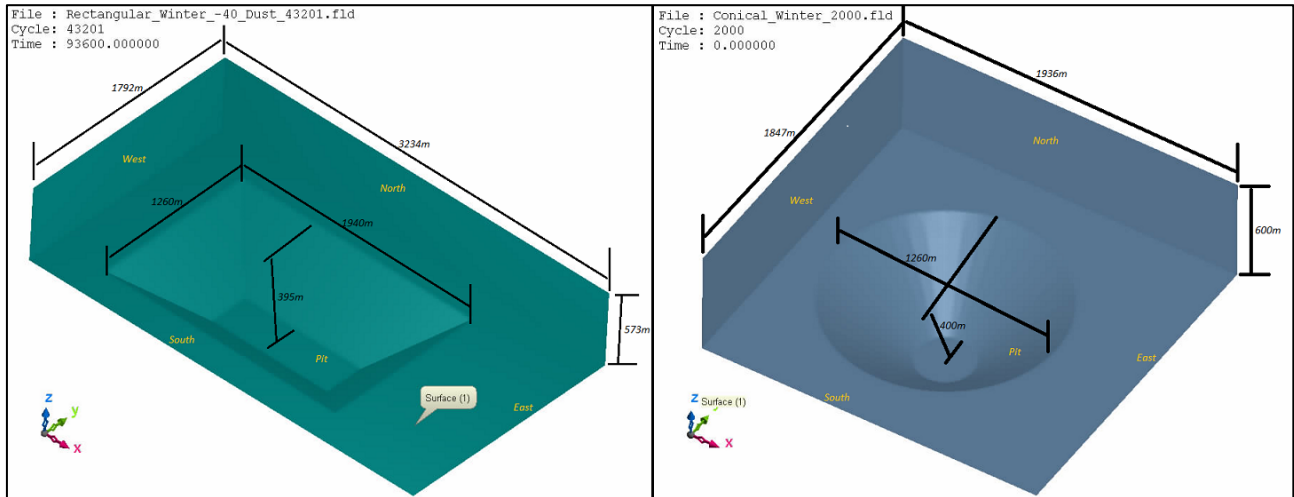 File : Rectangular_Winter_-40_Dust_43201.fld
Cycle: 43201
Time : 93600.000000
1792m
3234m
West
North
1260m
1940m
395m
573m
South
Pit
East
Surface (1)
z
y
x
File : Conical_Winter_2000.fld
Cycle: 2000
Time : 0.000000
1936m
1847m
North
West
600m
1260m
400m
Pit
East
South
z
Surface (1)
x